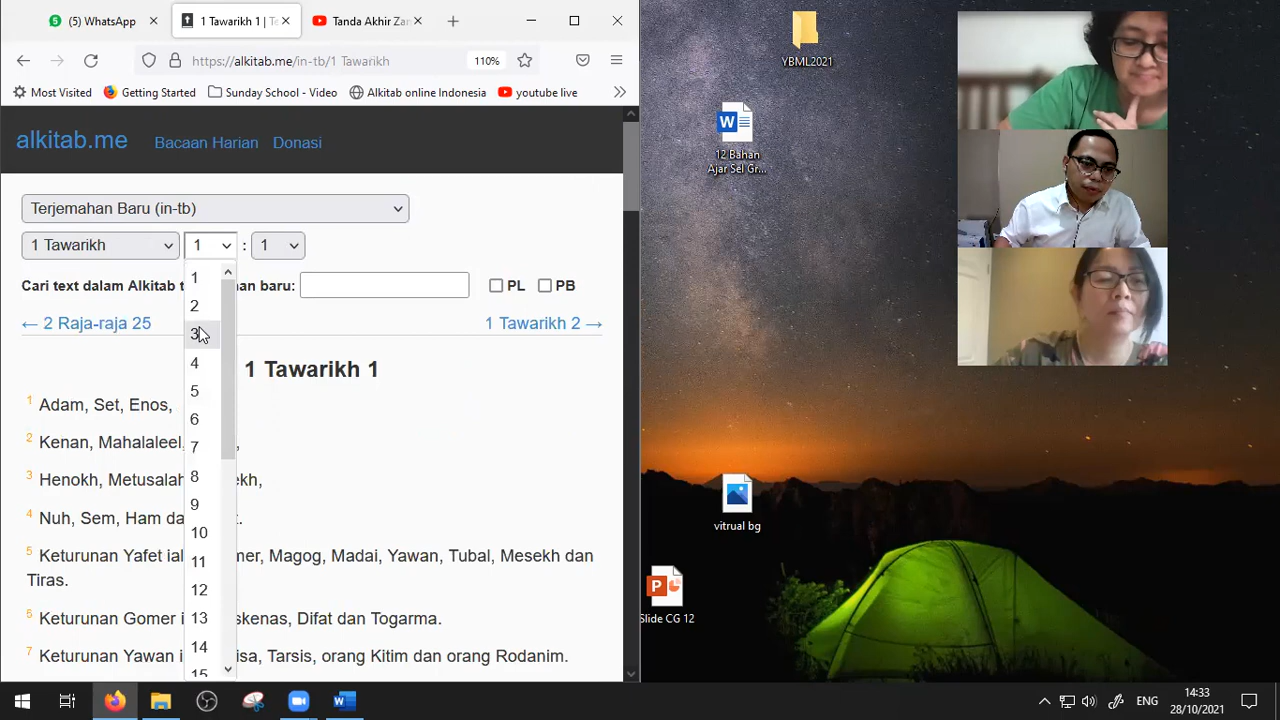 (5) WhatsApp
1 Tawarikh 1 | Te
Tanda Akhir Zar
https://alkitab.me/in-tb/1 Tawarikh
110%
Most Visited
Getting Started
Sunday School - Video
Alkitab online Indonesia
youtube live
alkitab.me
Bacaan Harian
Donasi
Terjemahan Baru (in-tb)
1 Tawarikh
1
:
1
Cari text dalam Alkitab t
an baru:
PL
PB
← 2 Raja-raja 25
1 Tawarikh 2 →
1
2
3
4
5
6
7
8
9
10
11
12
13
14
15
1 Tawarikh 1
1 Adam, Set, Enos,
2 Kenan, Mahalaleel,
3 Henokh, Metusalah ekh,
4 Nuh, Sem, Ham da t.
5 Keturunan Yafet ial mer, Magog, Madai, Yawan, Tubal, Mesekh dan
Tiras.
6 Keturunan Gomer i skenas, Difat dan Togarma.
7 Keturunan Yawan i isa, Tarsis, orang Kitim dan orang Rodanim.
YBML2021
12 Bahan
Ajar Sel Gr...
vitrual bg
Slide CG 12
ENG
14:33
28/10/2021